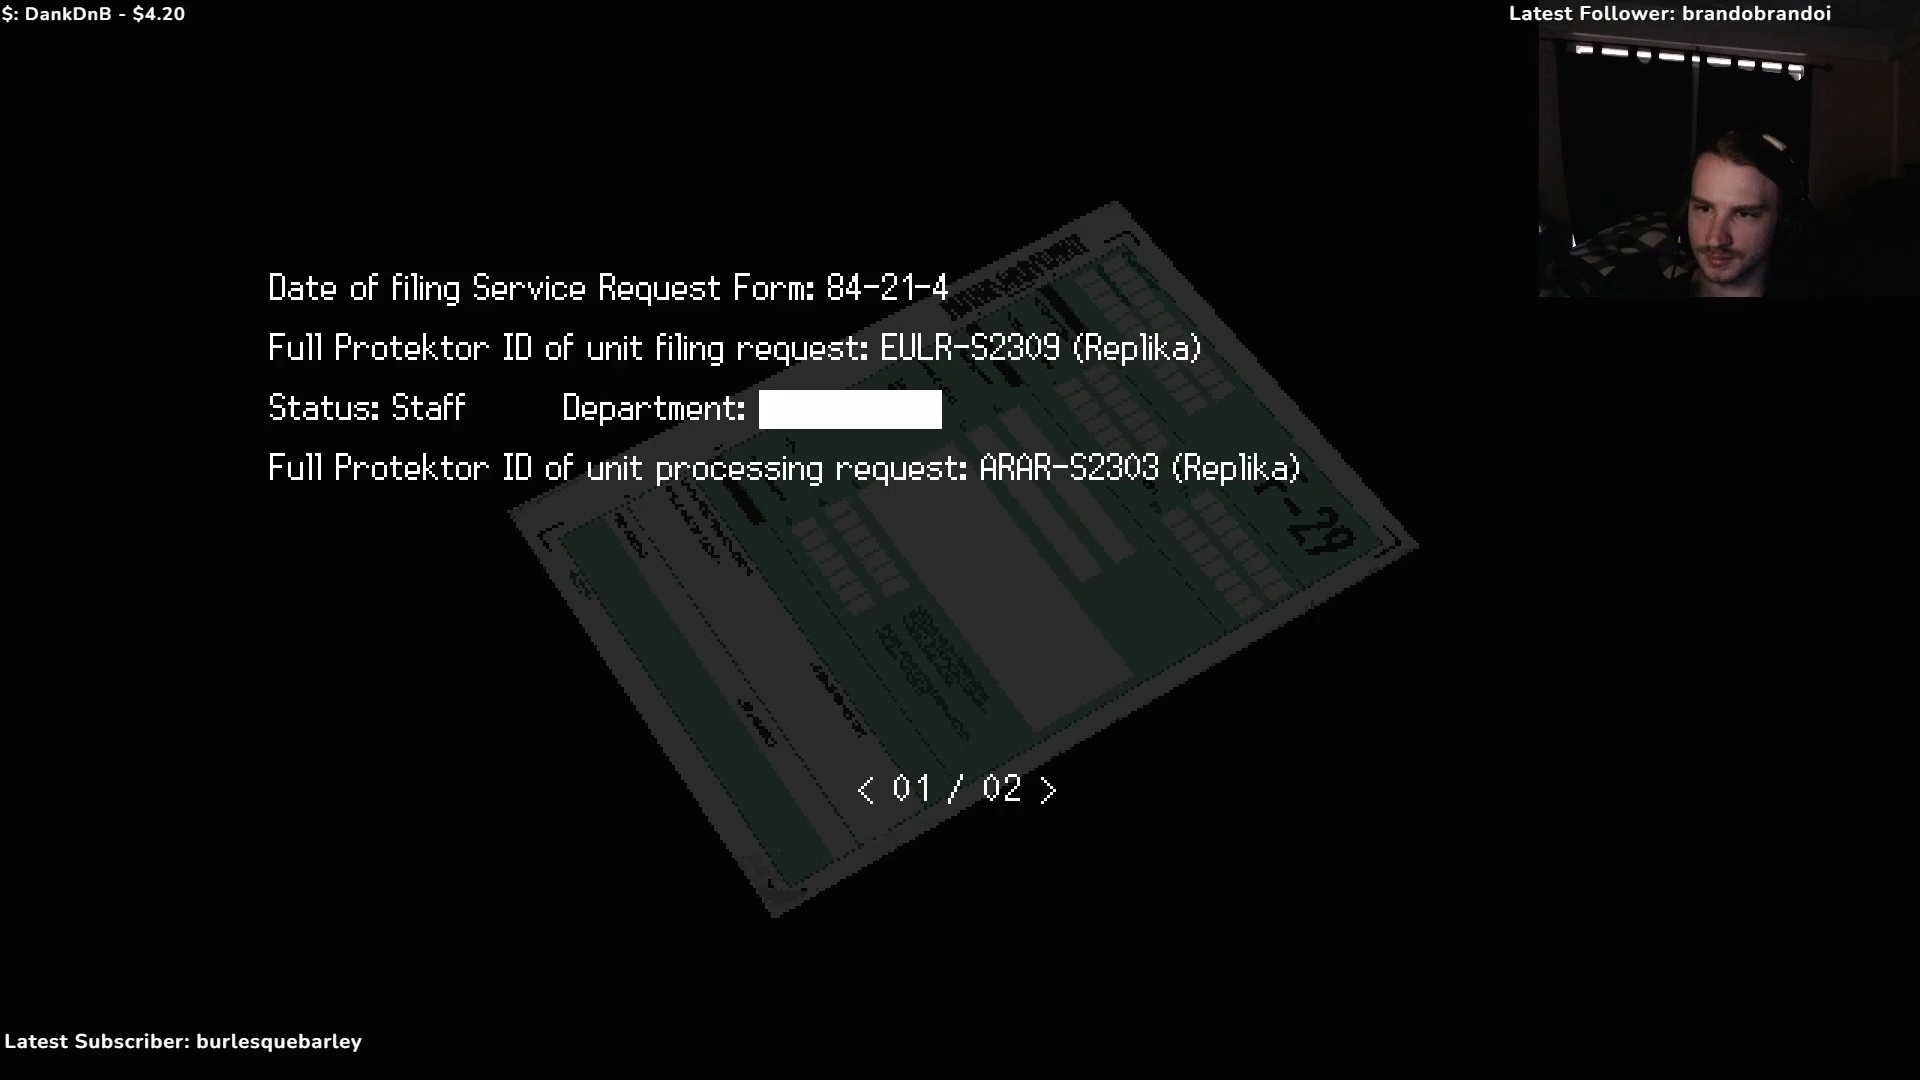 $: DankDnB - $4.20
Latest Follower: brandobrandoi
Date of filing Service Request Form: 84-21-4
Full Protektor ID of unit filing request: EULR-S2309 (Replika)
Status: Staff Department:
Full Protektor ID of unit processing request: ARAR-S2303 (Replika)
T-29
< 01 / 02 >
Latest Subscriber: burlesquebarley